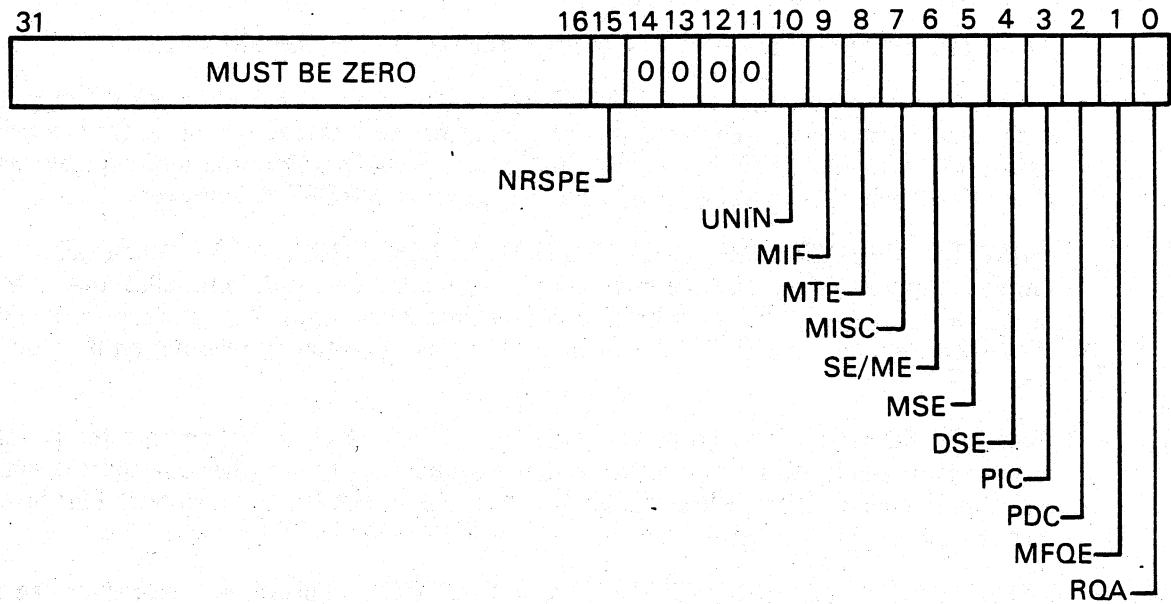 31 16 15 14 13 12 11 10 9 8 7 6 5 4 3 2 1 0
MUST BE ZERO 0 0 0 0
NRSPE
UNIN
MIF
MTE
MISC
SE/ME
MSE
DSE
PIC
PDC
MFQE
RQA